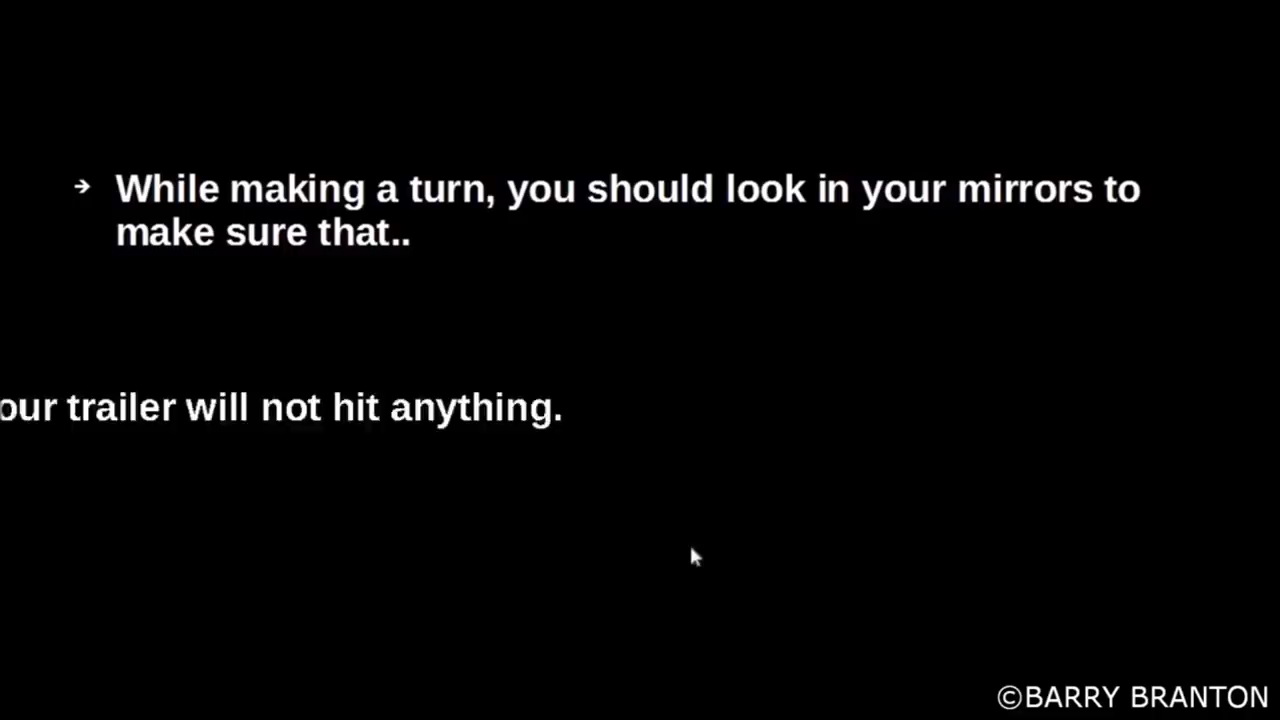 While making a turn, you should look in your mirrors to
make sure that..
our trailer will not hit anything.
©BARRY BRANTON